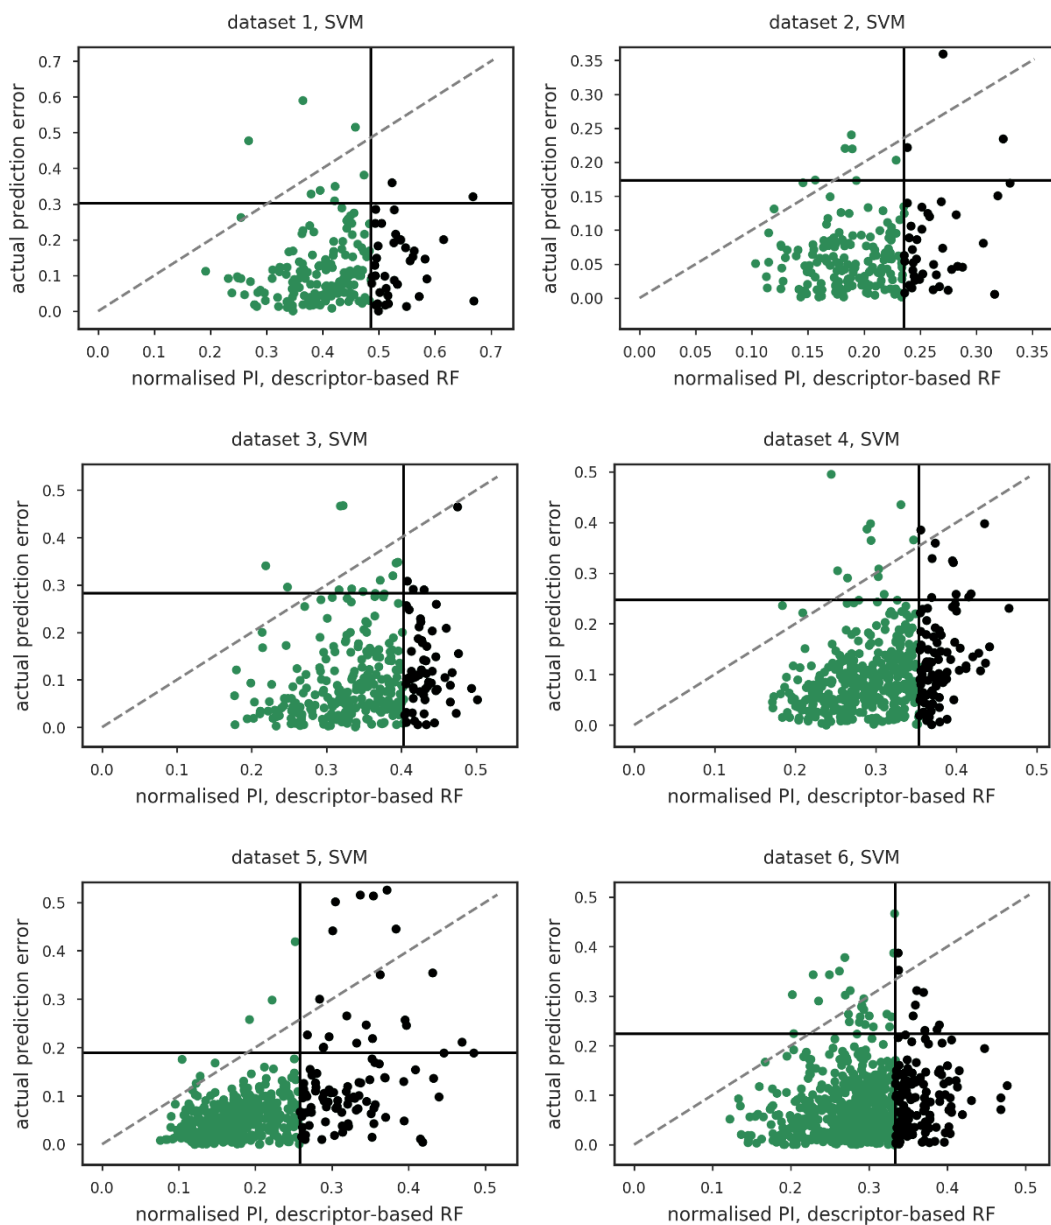 dataset 1, SVM
actual prediction error
0.7
0.6
0.5
0.4
0.3
0.2
0.1
0.0
0.0 0.1 0.2 0.3 0.4 0.5 0.6 0.7
normalised PI, descriptor-based RF
dataset 2, SVM
actual prediction error
0.35
0.30
0.25
0.20
0.15
0.10
0.05
0.00
0.00 0.05 0.10 0.15 0.20 0.25 0.30 0.35
normalised PI, descriptor-based RF
dataset 3, SVM
actual prediction error
0.5
0.4
0.3
0.2
0.1
0.0
0.0 0.1 0.2 0.3 0.4 0.5
normalised PI, descriptor-based RF
dataset 4, SVM
actual prediction error
0.5
0.4
0.3
0.2
0.1
0.0
0.0 0.1 0.2 0.3 0.4 0.5
normalised PI, descriptor-based RF
dataset 5, SVM
actual prediction error
0.5
0.4
0.3
0.2
0.1
0.0
0.0 0.1 0.2 0.3 0.4 0.5
normalised PI, descriptor-based RF
dataset 6, SVM
actual prediction error
0.5
0.4
0.3
0.2
0.1
0.0
0.0 0.1 0.2 0.3 0.4 0.5
normalised PI, descriptor-based RF